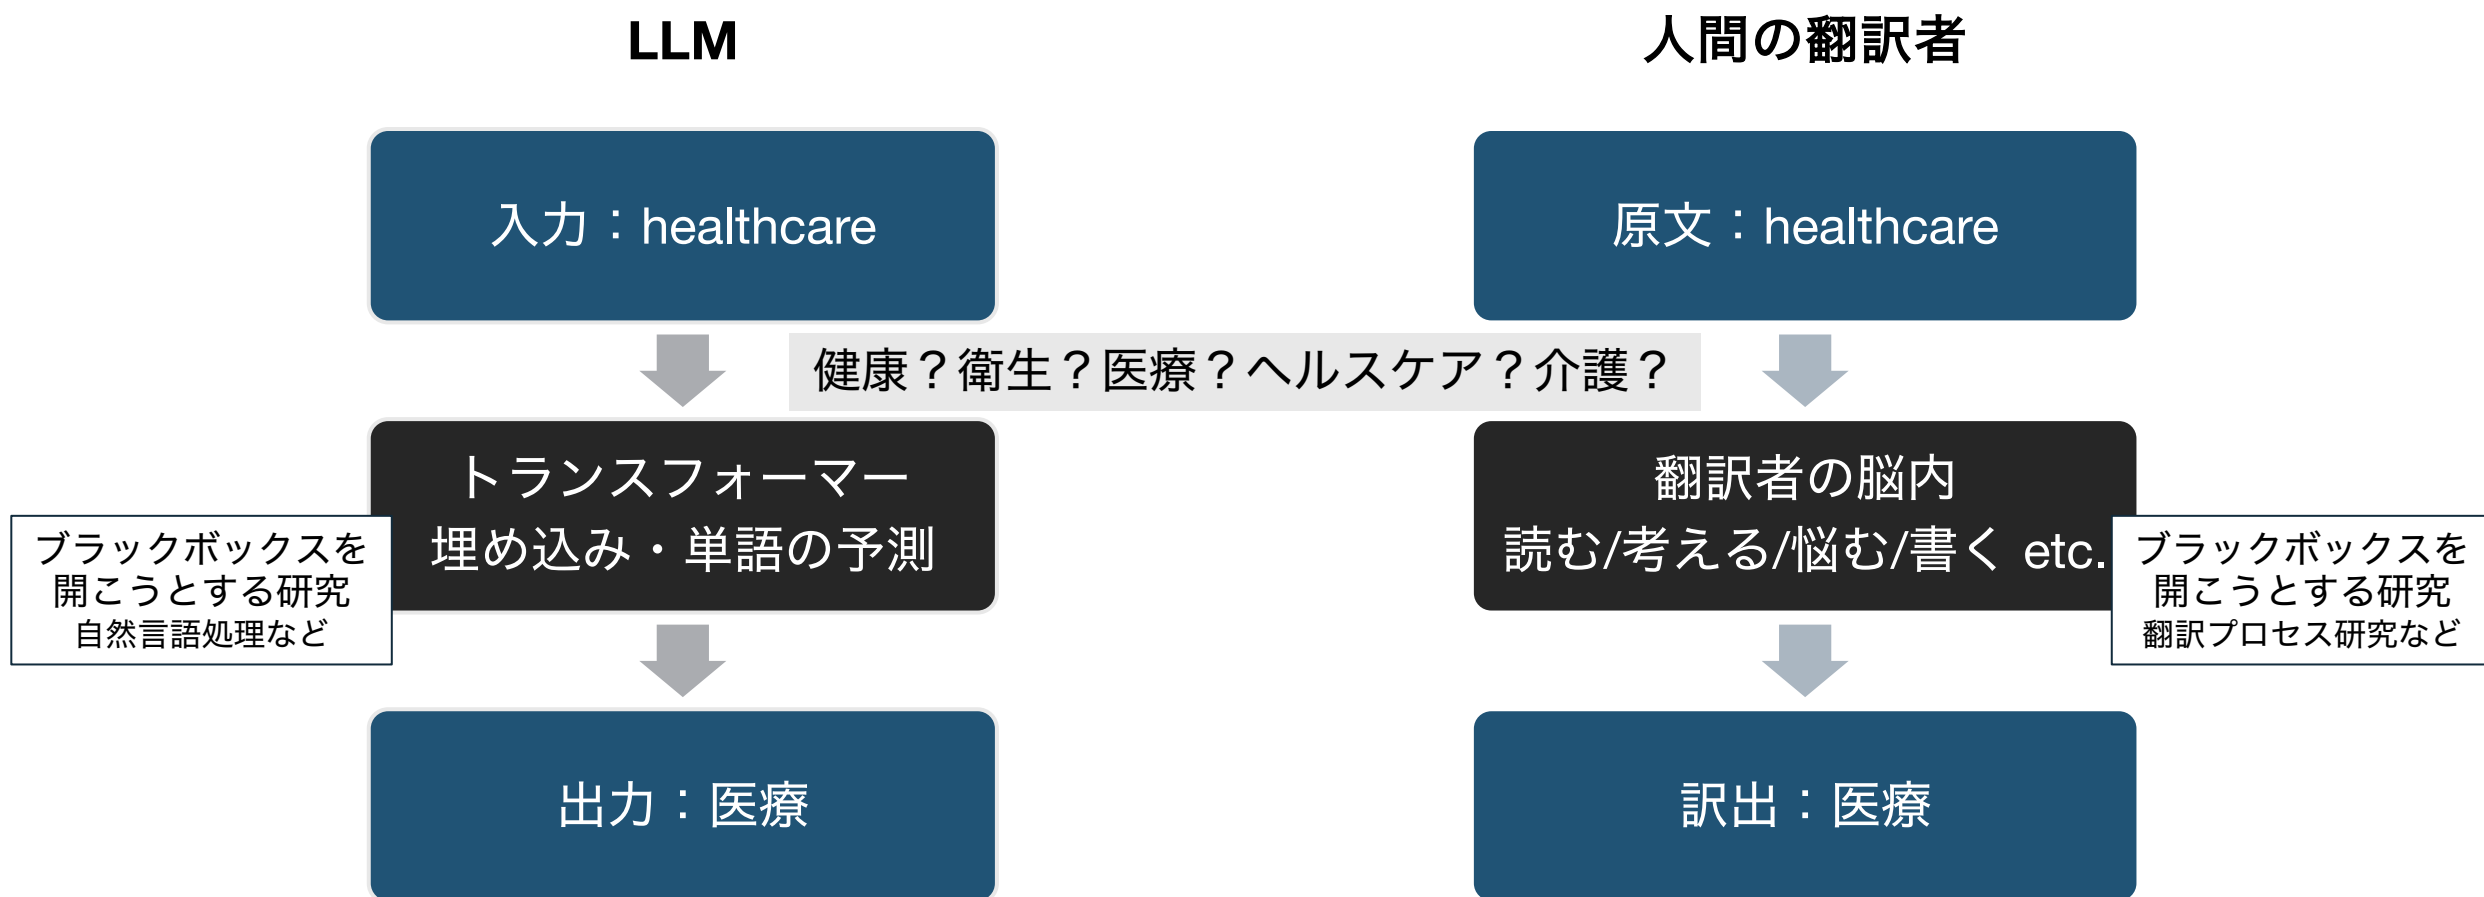 LLM
人間の翻訳者
入力：healthcare
原文：healthcare
健康？衛生？医療？ヘルスケア？介護？
トランスフォーマー
埋め込み・単語の予測
翻訳者の脳内
読む/考える/悩む/書く etc.
ブラックボックスを
開こうとする研究
自然言語処理など
ブラックボックスを
開こうとする研究
翻訳プロセス研究など
出力：医療
訳出：医療